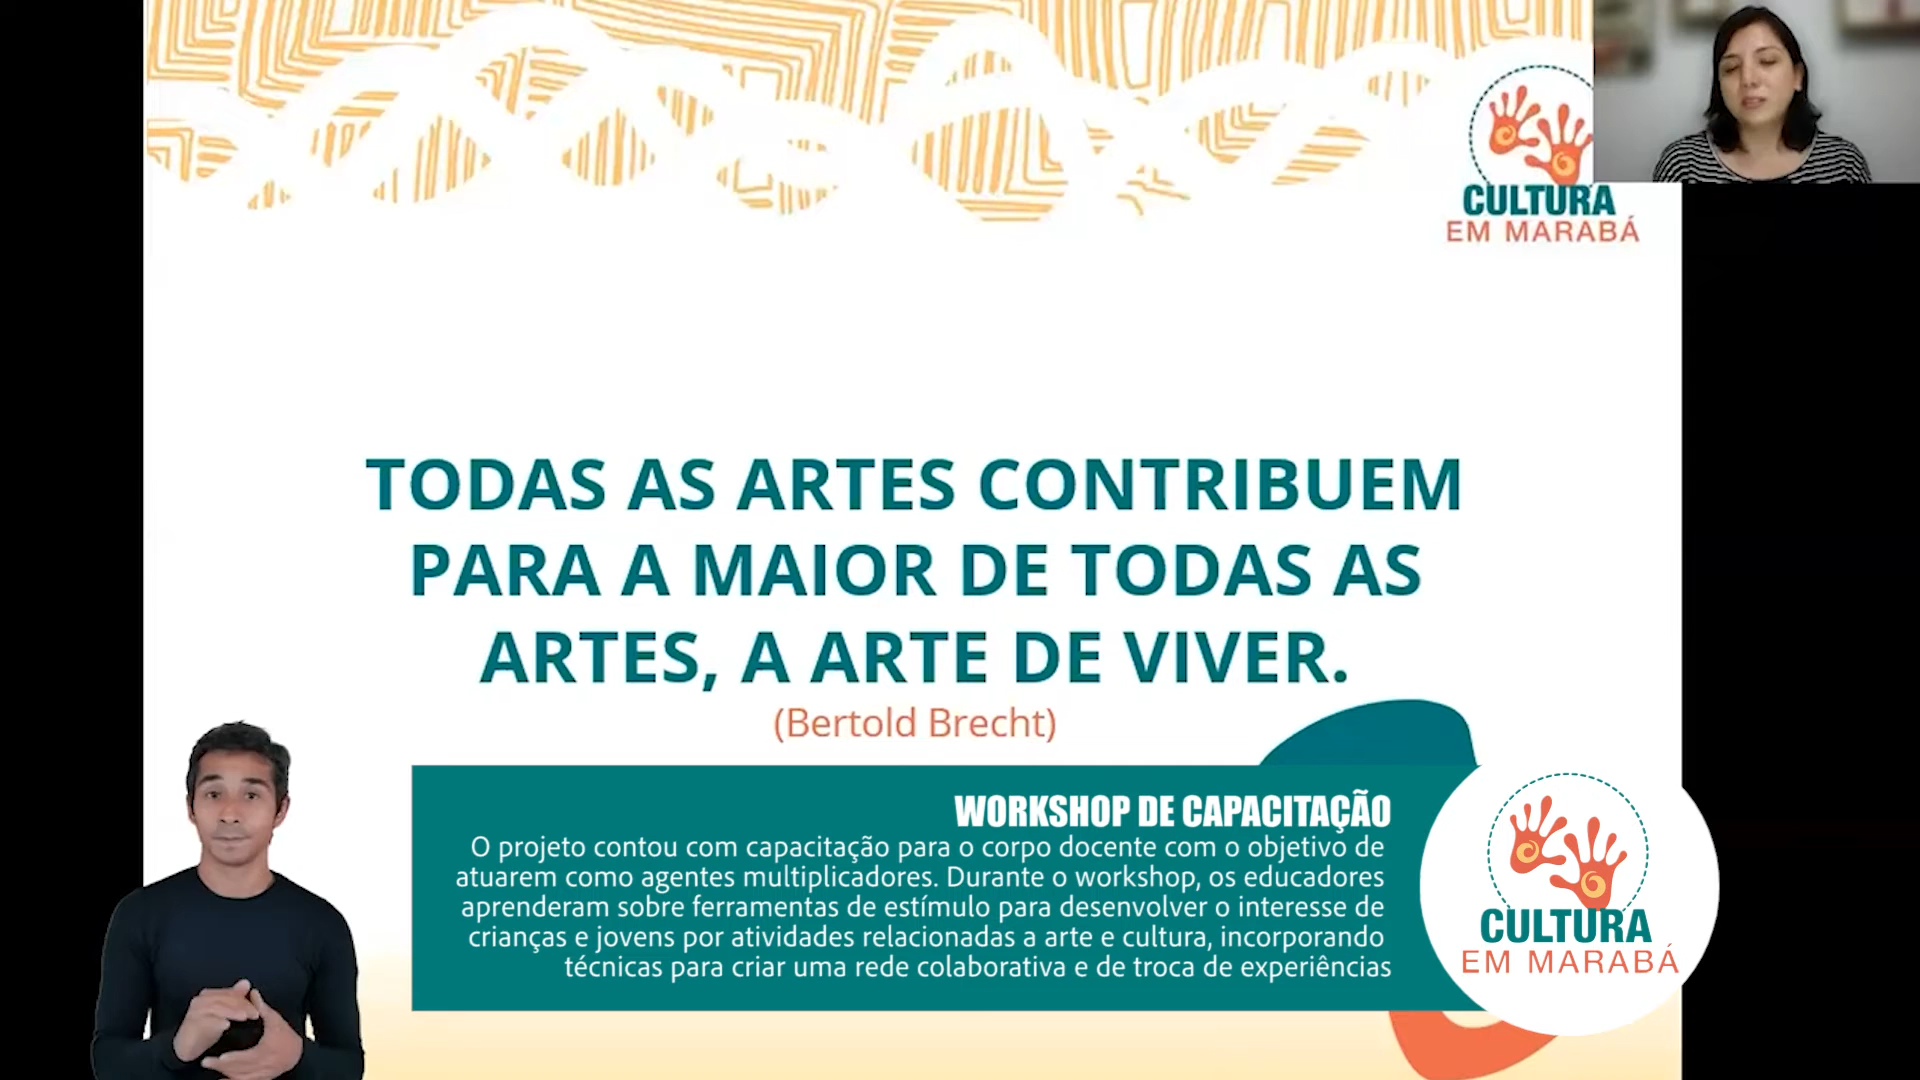 CULTURA
EM MARABÁ
TODAS AS ARTES CONTRIBUEM
PARA A MAIOR DE TODAS AS
ARTES, A ARTE DE VIVER.
(Bertold Brecht)
WORKSHOP DE CAPACITAÇÃO
O projeto contou com capacitação para o corpo docente com o objetivo de
atuarem como agentes multiplicadores. Durante o workshop, os educadores
aprenderam sobre ferramentas de estímulo para desenvolver o interesse de
crianças e jovens por atividades relacionadas a arte e cultura, incorporando
técnicas para criar uma rede colaborativa e de troca de experiências
CULTURA
EM MARABÁ